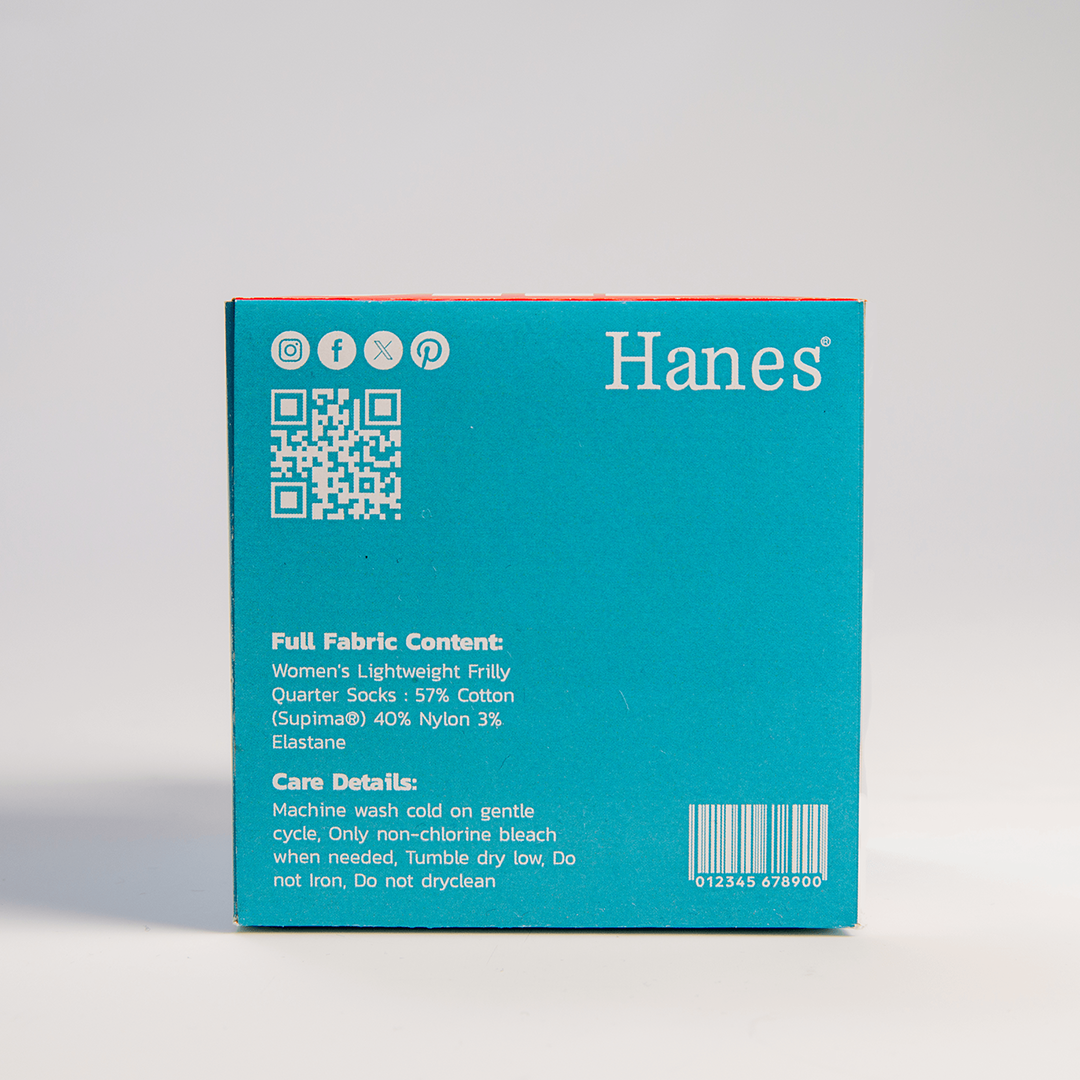 Hanes®
Full Fabric Content:
Women's Lightweight Frilly
Quarter Socks : 57% Cotton
(Supima®) 40% Nylon 3%
Elastane
Care Details:
Machine wash cold on gentle
cycle, Only non-chlorine bleach
when needed, Tumble dry low, Do
not Iron, Do not dryclean
012345 678900